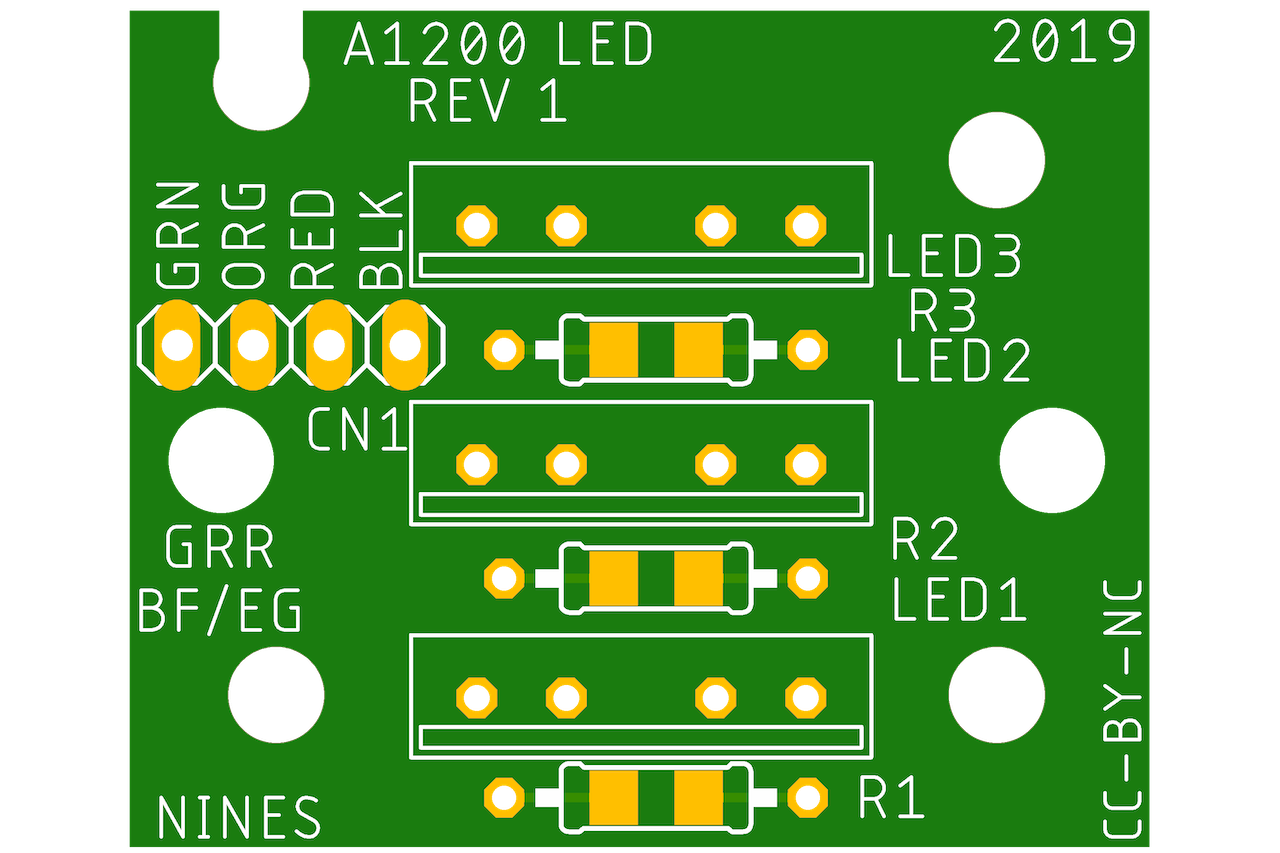 A1200 LED
REV 1
2019
GRN
ORG
RED
BLK
LED3
R3
LED2
CN1
GRR
BF/EG
R2
LED1
CC-BY-NC
R1
NINES